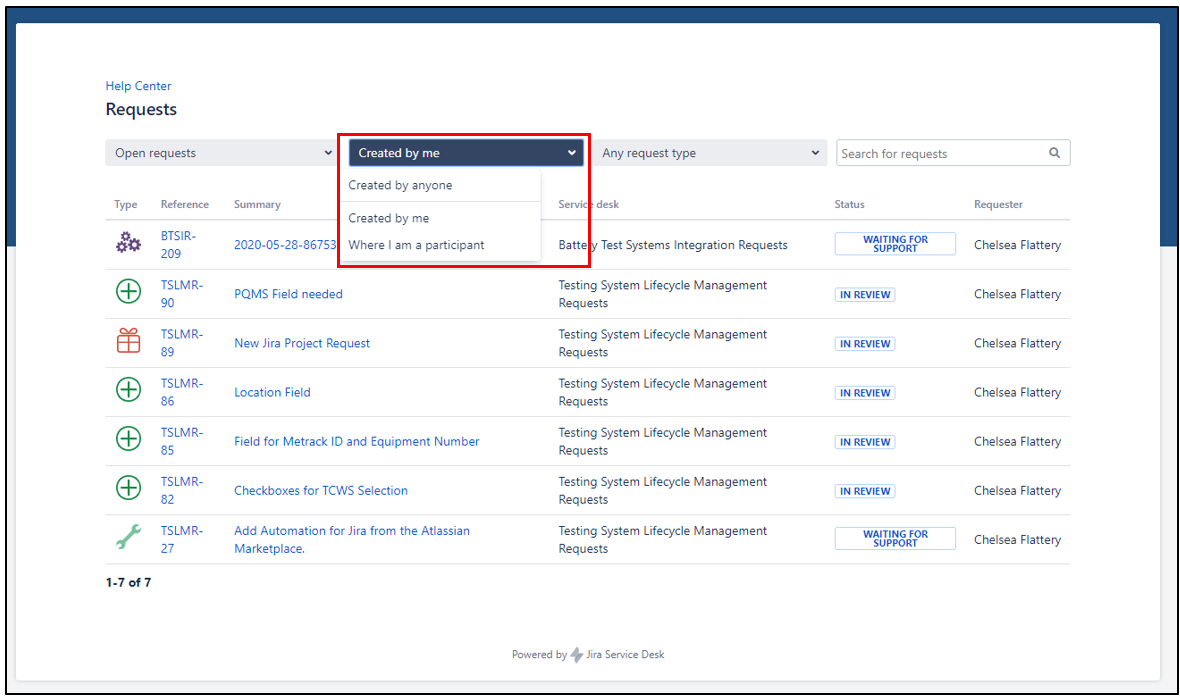 Help Center
Requests
Open requests
Created by me
Any request type
Search for requests
Created by anyone
Created by me
Where I am a participant
Type Reference Summary Service desk Status Requester
BTSIR-
209
2020-05-28-86753
Battery Test Systems Integration Requests
WAITING FOR
SUPPORT
Chelsea Flattery
TSLMR-
90
PQMS Field needed
Testing System Lifecycle Management
Requests
IN REVIEW
Chelsea Flattery
TSLMR-
89
New Jira Project Request
Testing System Lifecycle Management
Requests
IN REVIEW
Chelsea Flattery
TSLMR-
86
Location Field
Testing System Lifecycle Management
Requests
IN REVIEW
Chelsea Flattery
TSLMR-
85
Field for Metrack ID and Equipment Number
Testing System Lifecycle Management
Requests
IN REVIEW
Chelsea Flattery
TSLMR-
82
Checkboxes for TCWS Selection
Testing System Lifecycle Management
Requests
IN REVIEW
Chelsea Flattery
TSLMR-
27
Add Automation for Jira from the Atlassian
Marketplace.
Testing System Lifecycle Management
Requests
WAITING FOR
SUPPORT
Chelsea Flattery
1-7 of 7
Powered by Jira Service Desk